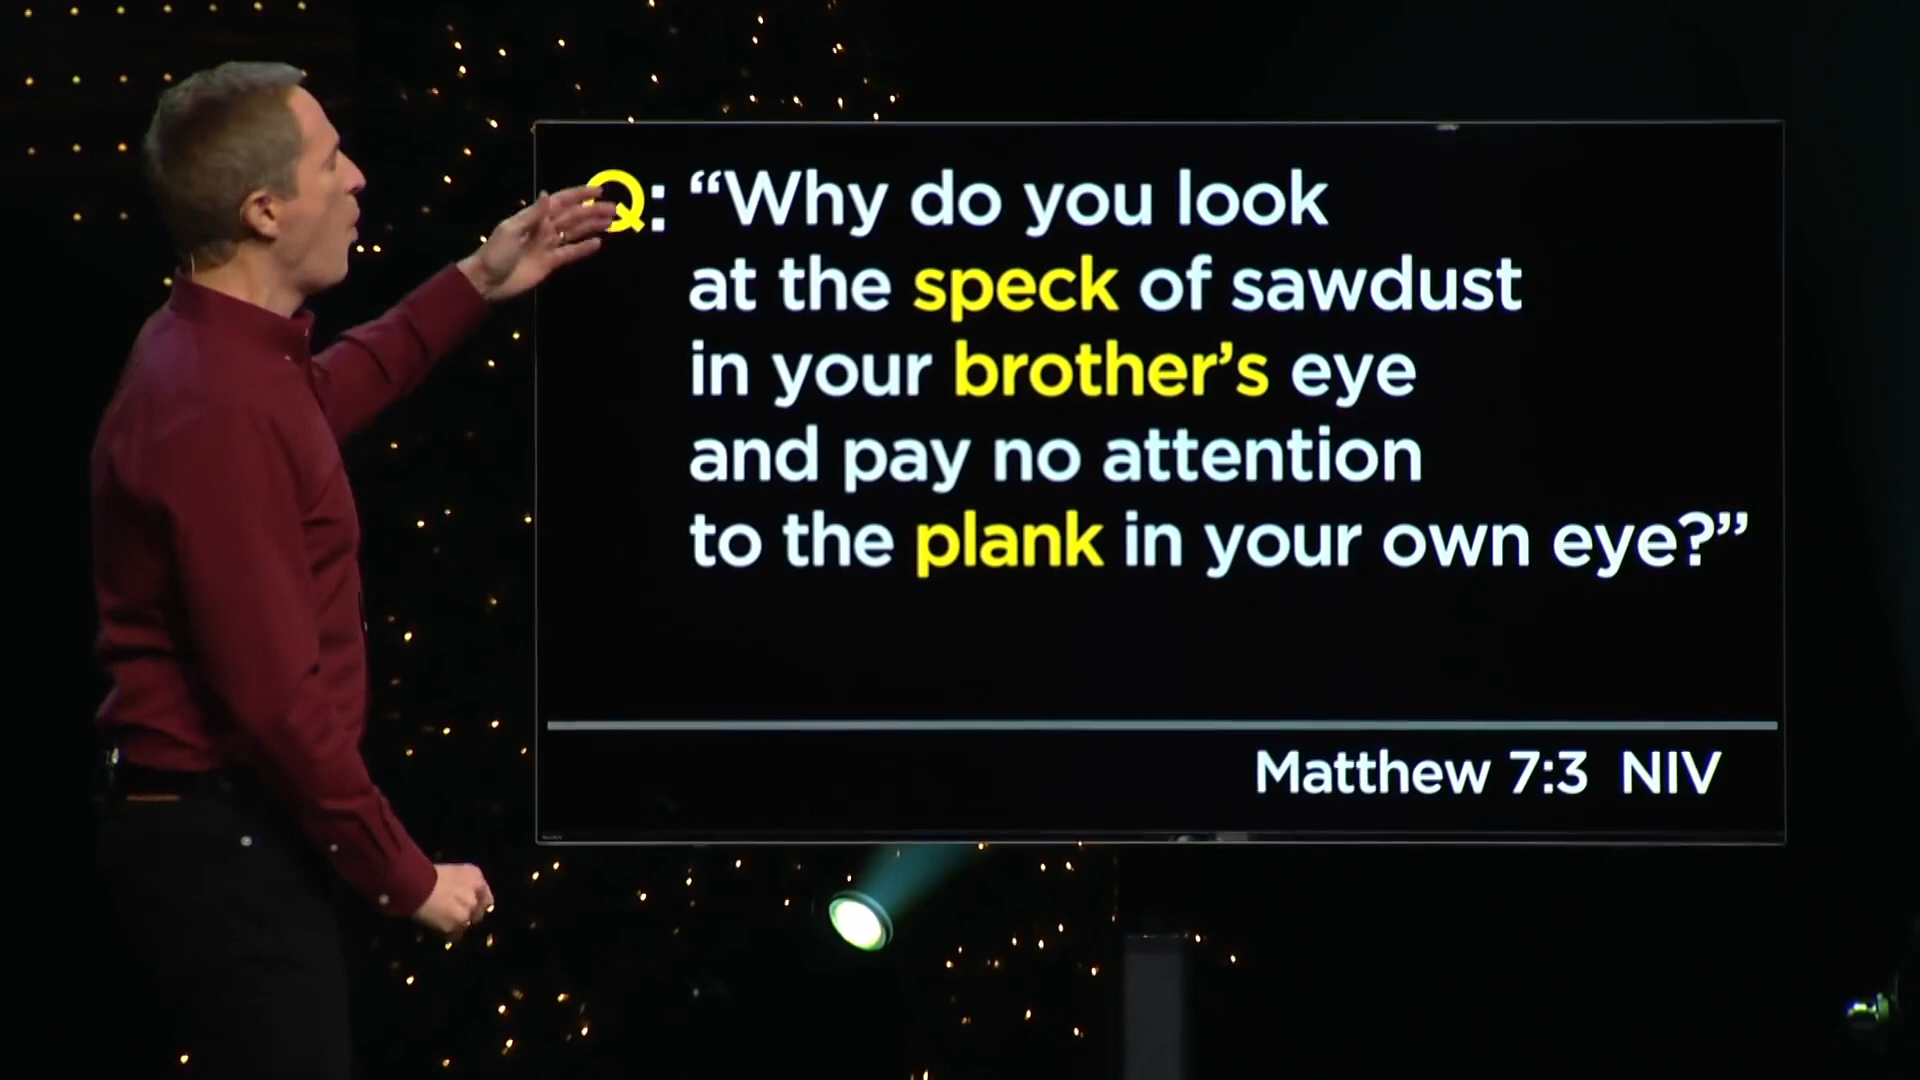 Q: “Why do you look
at the speck of sawdust
in your brother’s eye
and pay no attention
to the plank in your own eye?”
Matthew 7:3 NIV